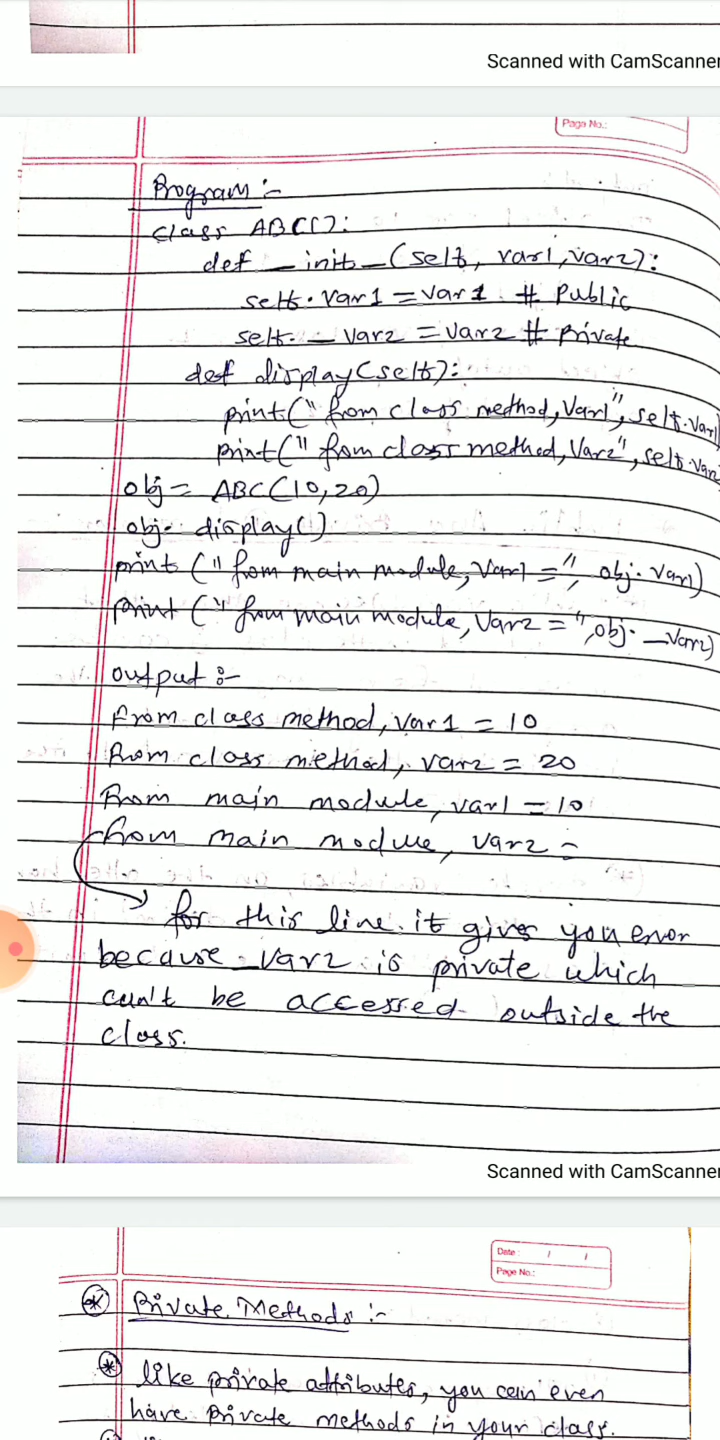 Scanned with CamScanner
Page No.:
Program :-
class ABC():
def __init__(self, var1, var2):
self.var1 = var1 # Public
self.__var2 = var2 # Private
def display(self):
print("from class method, Var1", self.var1)
print("from class method, Var2", self.var2
obj = ABC(10,20)
obj. display()
print ("from main module, Var1 =", obj.var1)
print ("from main module, Var2 =", obj.__var2)
output :-
From class method, var1 = 10
From class method, var2 = 20
From main module, var1 = 10
from main module, var2 =
for this line it gives you error
because __var2 is private which
can't be accessed outside the
class.
Scanned with CamScanner
Date : / /
Page No.:
Private Methods :-
like private attributes, you can even
have private methods in your class.